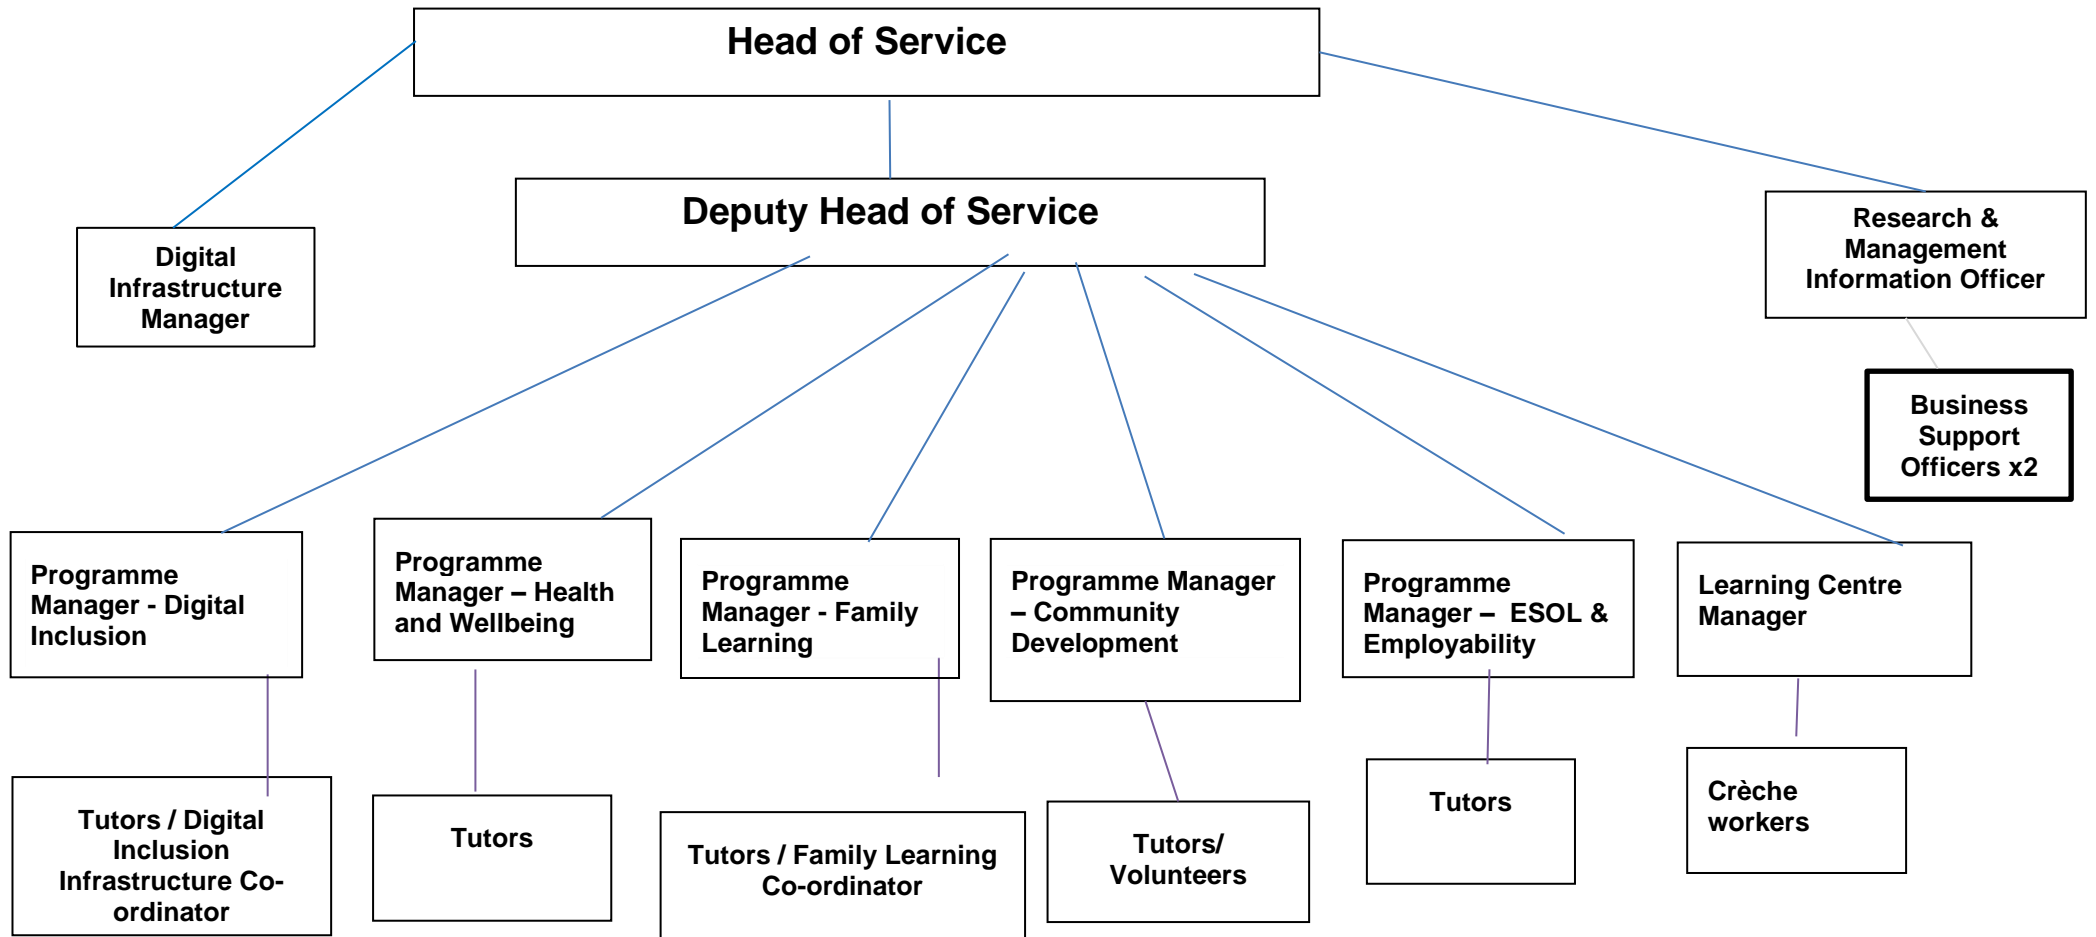 Head of Service
Deputy Head of Service
Digital
Infrastructure
Manager
Research &
Management
Information Officer
Business
Support
Officers x2
Programme
Manager - Digital
Inclusion
Programme
Manager – Health
and Wellbeing
Programme
Manager - Family
Learning
Programme Manager
– Community
Development
Programme
Manager –  ESOL &
Employability
Learning Centre
Manager
Tutors / Digital
Inclusion
Infrastructure Co-
ordinator
Tutors
Tutors / Family Learning
Co-ordinator
Tutors/
Volunteers
Tutors
Crèche
workers